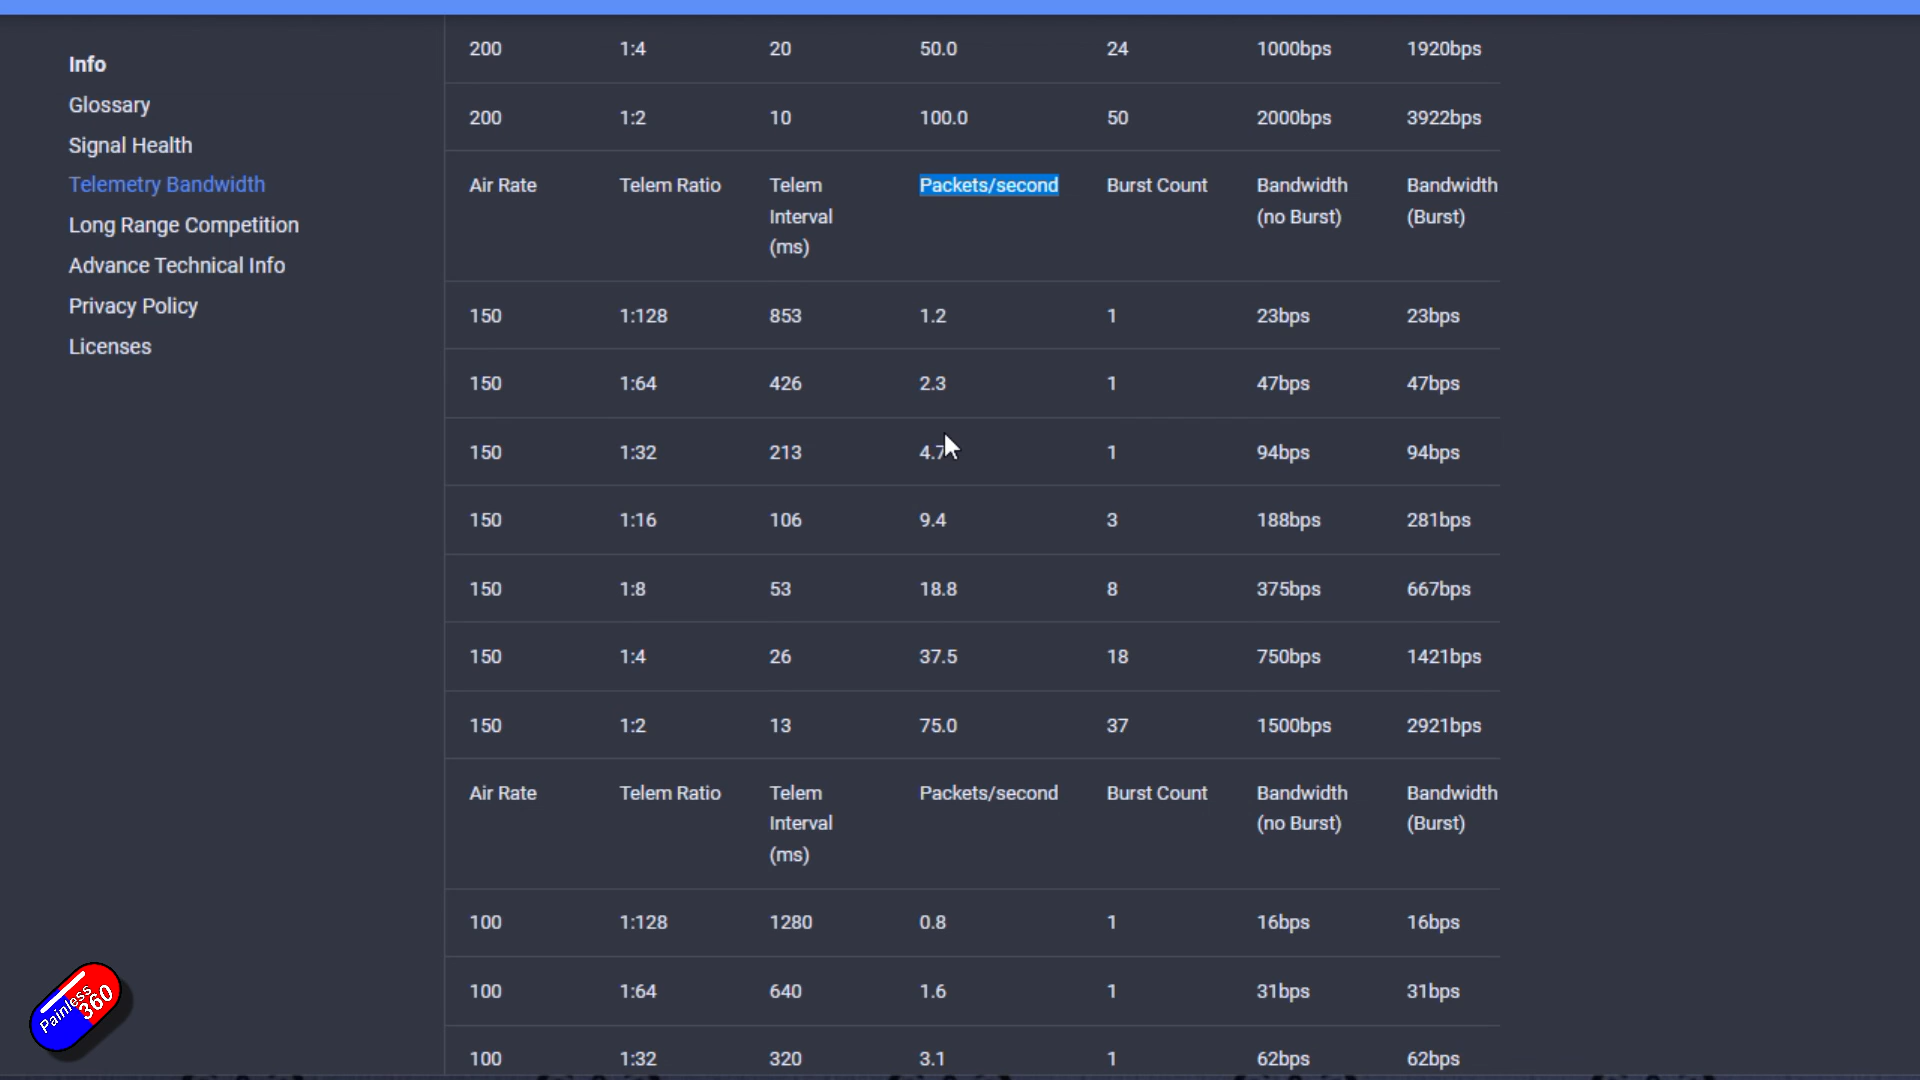 Info
Glossary
Signal Health
Telemetry Bandwidth
Long Range Competition
Advance Technical Info
Privacy Policy
Licenses
200 1:4 20 50.0 24 1000bps 1920bps
200 1:2 10 100.0 50 2000bps 3922bps
Air Rate Telem Ratio Telem Packets/second Burst Count Bandwidth Bandwidth
Interval (no Burst) (Burst)
(ms)
150 1:128 853 1.2 1 23bps 23bps
150 1:64 426 2.3 1 47bps 47bps
150 1:32 213 4.7 1 94bps 94bps
150 1:16 106 9.4 3 188bps 281bps
150 1:8 53 18.8 8 375bps 667bps
150 1:4 26 37.5 18 750bps 1421bps
150 1:2 13 75.0 37 1500bps 2921bps
Air Rate Telem Ratio Telem Packets/second Burst Count Bandwidth Bandwidth
Interval (no Burst) (Burst)
(ms)
100 1:128 1280 0.8 1 16bps 16bps
100 1:64 640 1.6 1 31bps 31bps
100 1:32 320 3.1 1 62bps 62bps
Painless
360